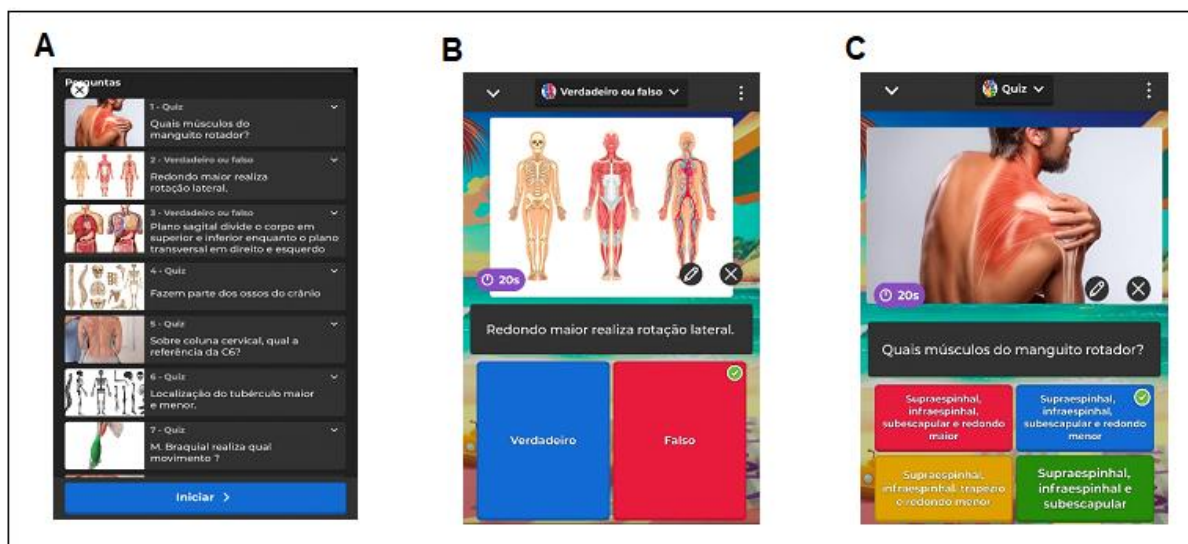 A
Perguntas
1 - Quiz
Quais músculos do
manguito rotador?
2 - Verdadeiro ou falso
Redondo maior realiza
rotação lateral.
3 - Verdadeiro ou falso
Plano sagital divide o corpo em
superior e inferior enquanto o plano
transversal em direito e esquerdo
4 - Quiz
Fazem parte dos ossos do crânio
5 - Quiz
Sobre coluna cervical, qual a
referência da C6?
6 - Quiz
Localização do tubérculo maior
e menor.
7 - Quiz
M. Braquial realiza qual
movimento ?
Iniciar >
B
Verdadeiro ou falso
20s
Redondo maior realiza rotação lateral.
Verdadeiro
Falso
C
Quiz
20s
Quais músculos do manguito rotador?
Supraespinhal,
infraespinhal,
subescapular e redondo
maior
Supraespinhal,
infraespinhal,
subescapular e redondo
menor
Supraespinhal,
infraespinhal, trapezio
e redondo menor
Supraespinhal,
infraespinhal e
subescapular